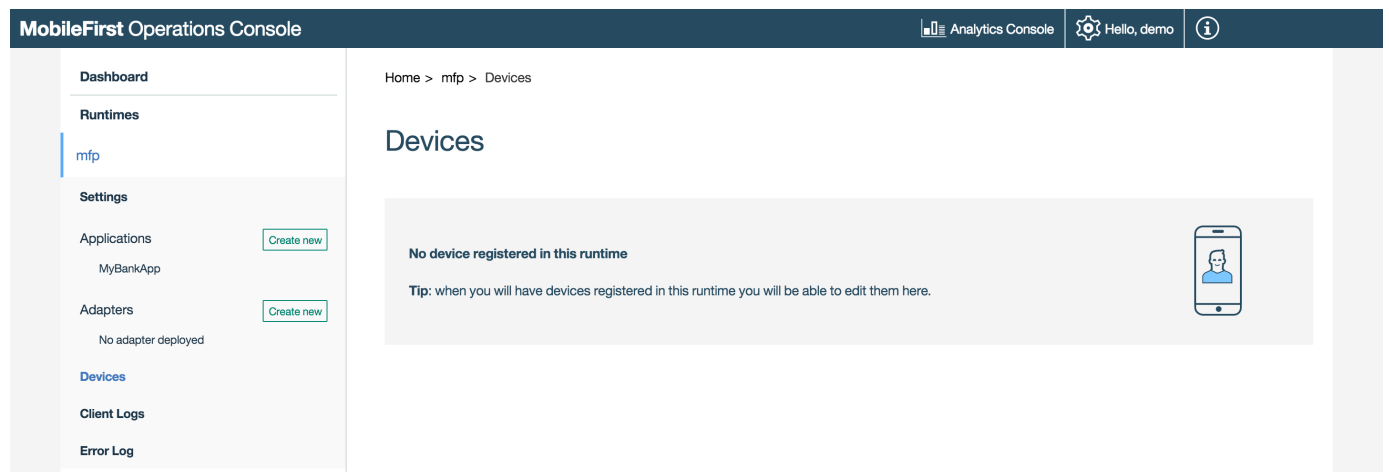 MobileFirst Operations Console
Analytics Console
Hello, demo
Dashboard
Runtimes
mfp
Settings
Applications
Create new
MyBankApp
Adapters
Create new
No adapter deployed
Devices
Client Logs
Error Log
Home > mfp > Devices
Devices
No device registered in this runtime
Tip: when you will have devices registered in this runtime you will be able to edit them here.